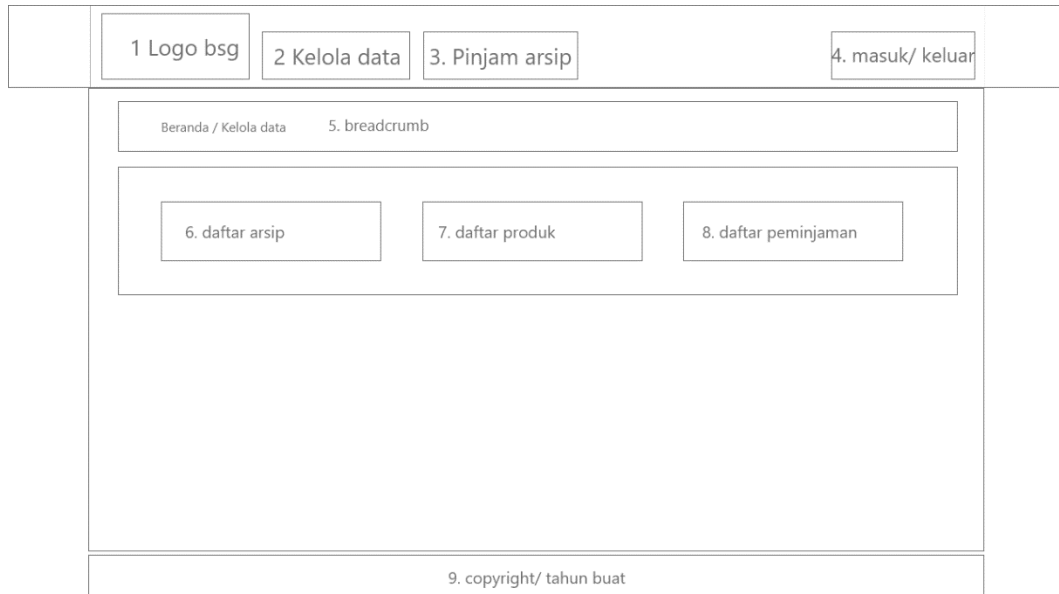 1 Logo bsg
2 Kelola data
3. Pinjam arsip
4. masuk/ keluar
Beranda / Kelola data
5. breadcrumb
6. daftar arsip
7. daftar produk
8. daftar peminjaman
9. copyright/ tahun buat